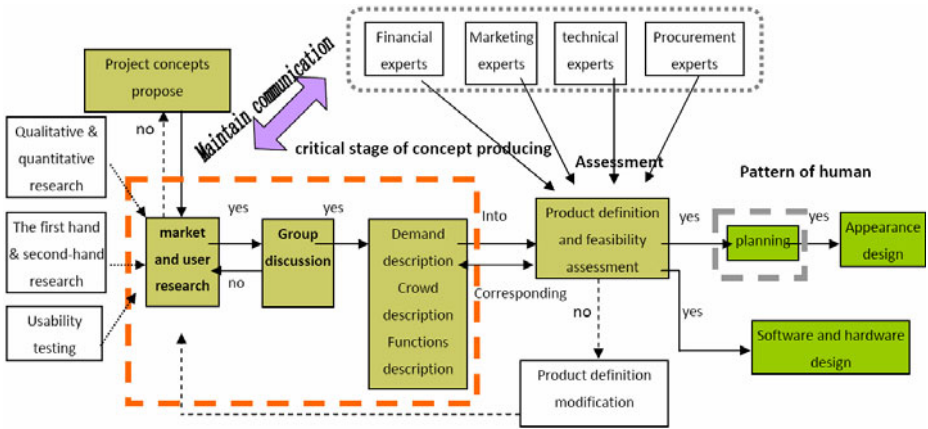 Financial
experts
Marketing
experts
technical
experts
Procurement
experts
Project concepts
propose
Maintain communication
no
Qualitative &
quantitative
research
critical stage of concept producing
Assessment
Pattern of human
The first hand
& second-hand
research
Usability
testing
market
and user
research
yes
no
Group
discussion
yes
Demand
description
Crowd
description
Functions
description
Into
Corresponding
Product definition
and feasibility
assessment
yes
planning
yes
Appearance
design
no
yes
Software and hardware
design
Product definition
modification